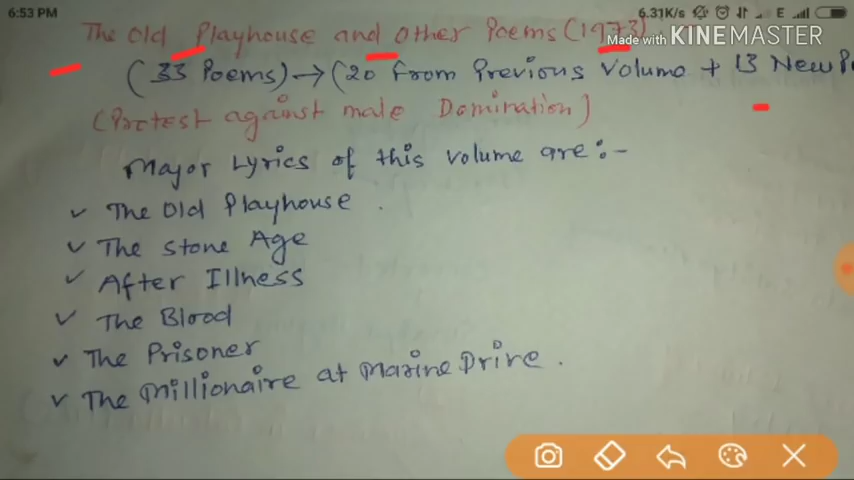 6:53 PM
6.31K/s
E
The Old Playhouse and Other Poems (1973)
Made with KINEMASTER
(33 Poems) → (20 from Previous Volume + 13 New
(Protest against male Domination)
Major Lyrics of this volume are:-
✓ The Old Playhouse.
✓ The Stone Age
✓ After Illness
✓ The Blood
✓ The Prisoner
✓ The Millionaire at Marine Drive.